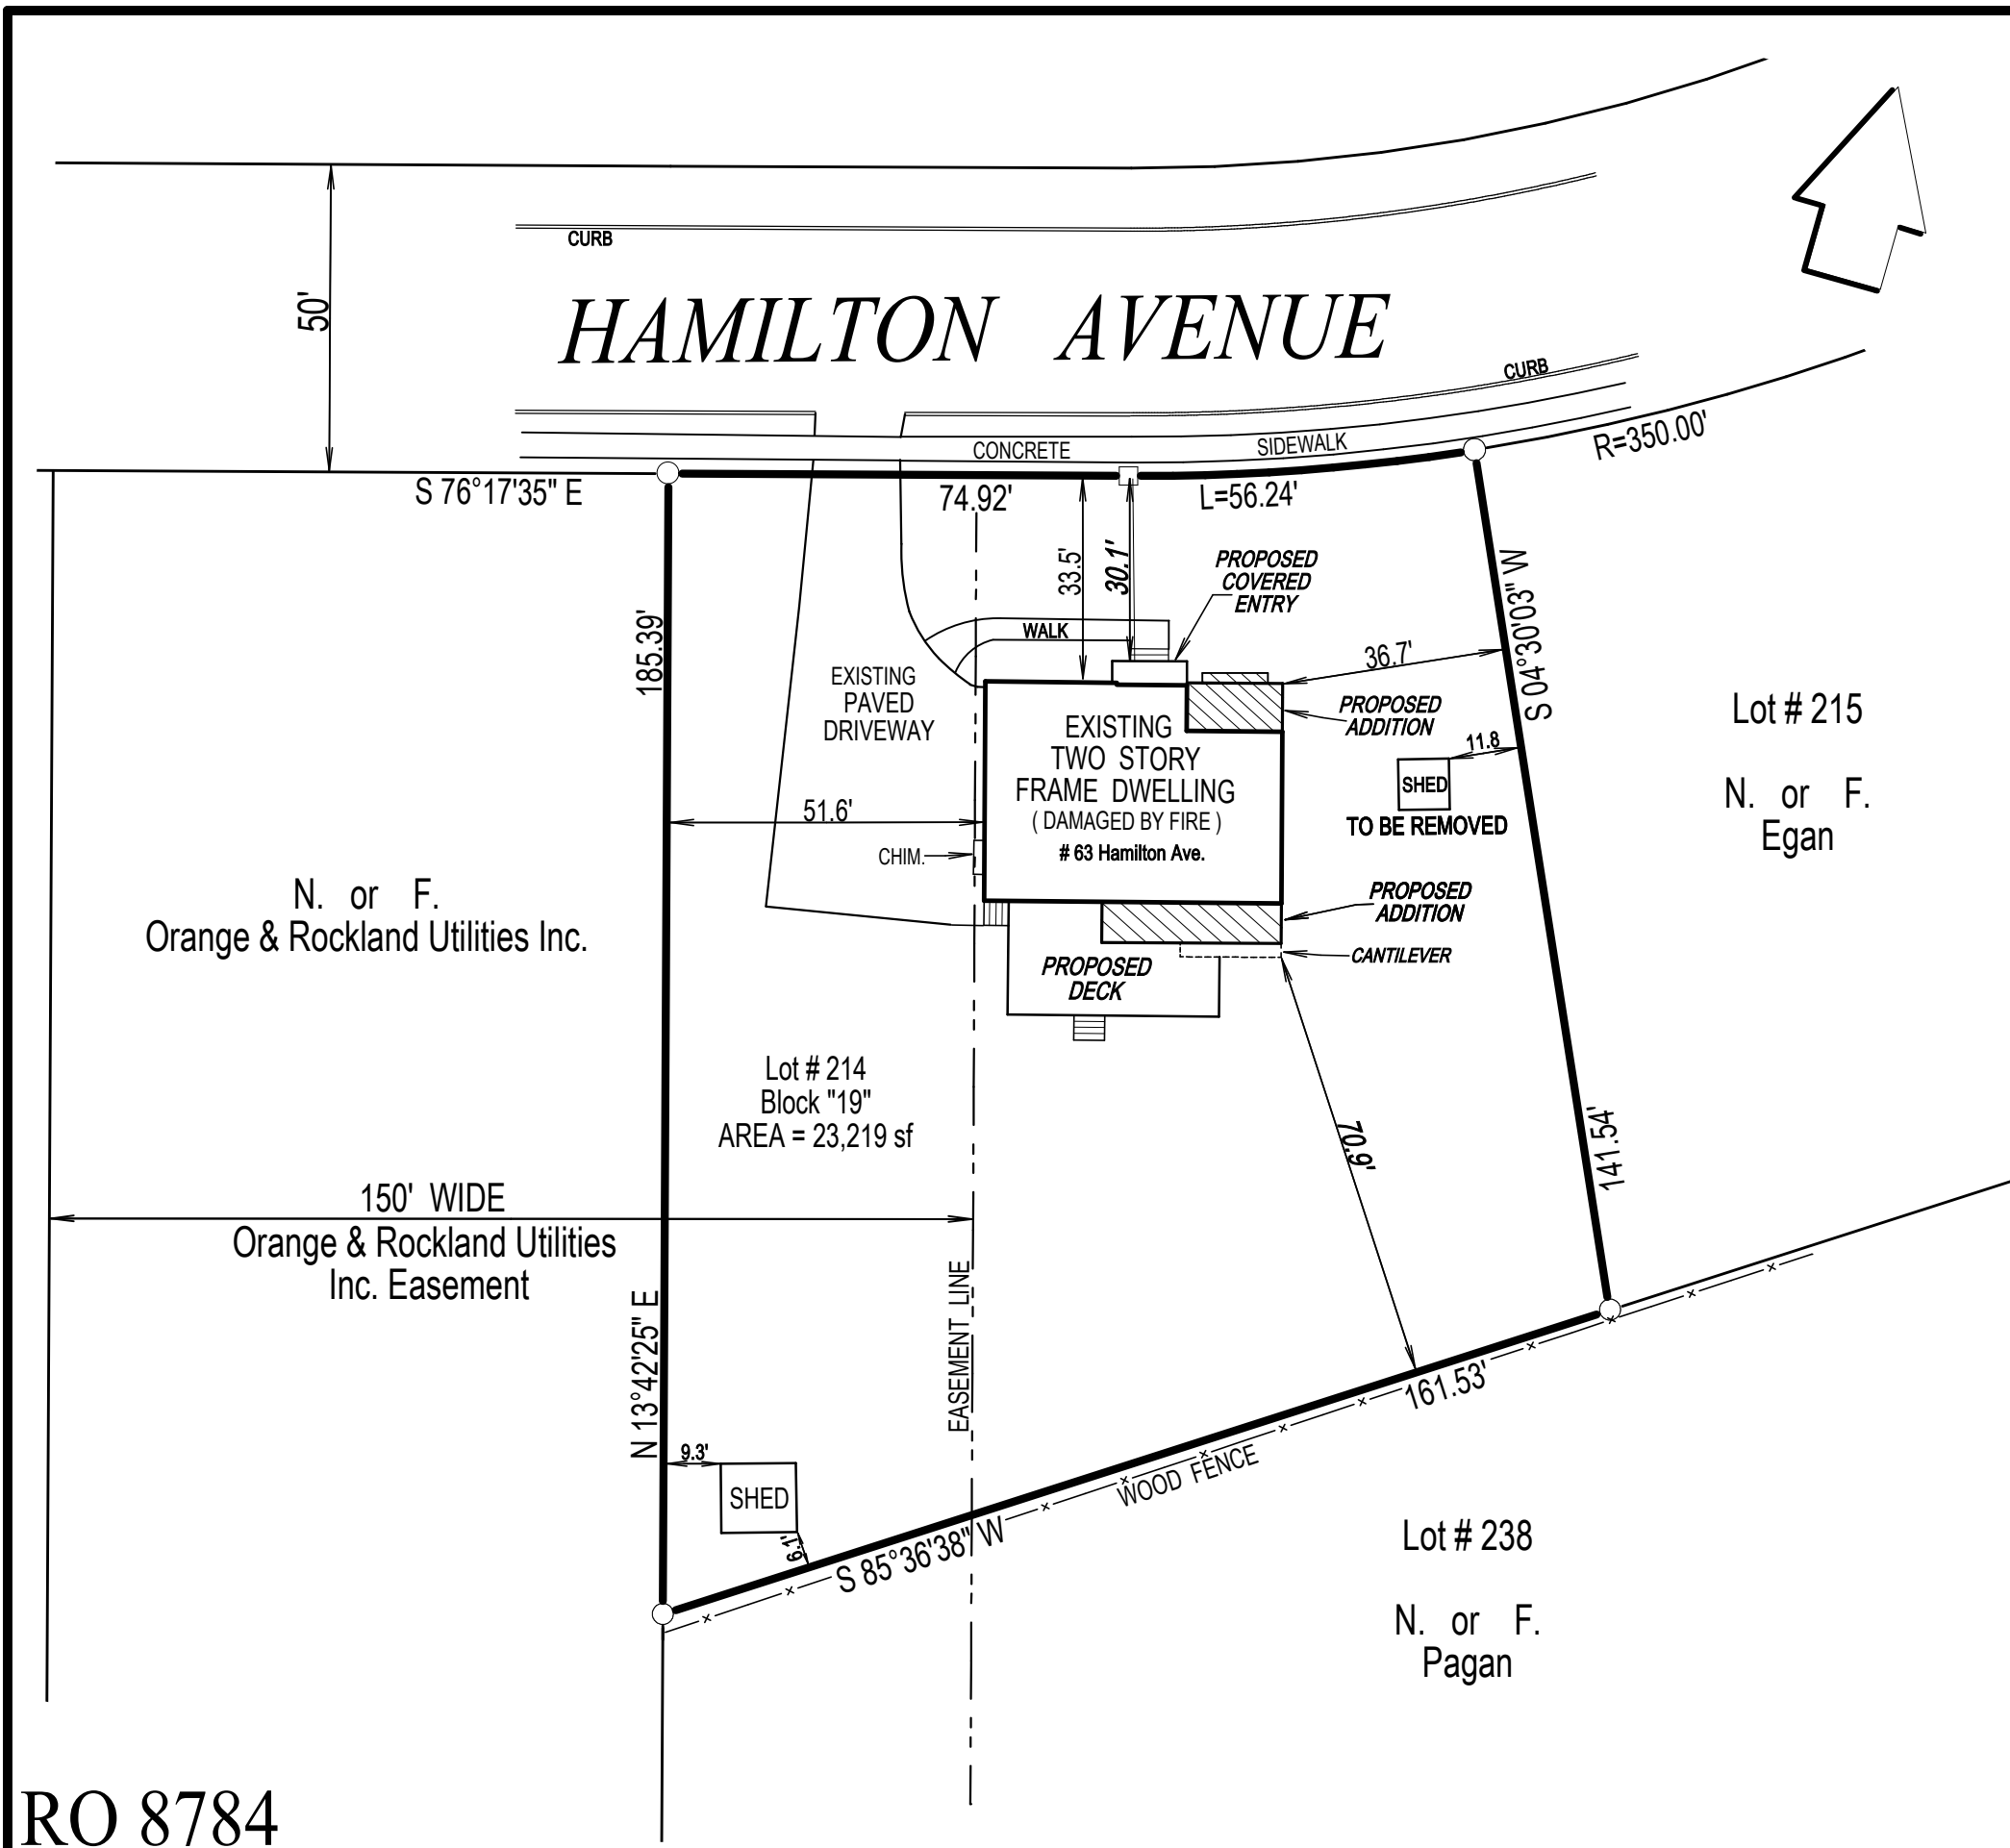 50'
CURB
HAMILTON AVENUE
CURB
CONCRETE
SIDEWALK
R=350.00'
S 76°17'35" E
74.92'
L=56.24'
33.5'
30.1'
PROPOSED
COVERED
ENTRY
S 04°30'03" W
185.39'
WALK
36.7'
EXISTING
PAVED
DRIVEWAY
EXISTING
TWO STORY
FRAME DWELLING
( DAMAGED BY FIRE )
# 63 Hamilton Ave.
PROPOSED
ADDITION
Lot # 215
N. or F.
Egan
11.8
SHED
TO BE REMOVED
51.6'
CHIM.
N. or F.
Orange & Rockland Utilities Inc.
PROPOSED
ADDITION
CANTILEVER
PROPOSED
DECK
Lot # 214
Block "19"
AREA = 23,219 sf
70.9'
141.54'
150' WIDE
Orange & Rockland Utilities
Inc. Easement
N 13°42'25" E
EASEMENT LINE
161.53'
9.3'
SHED
6.1'
S 85°36'38" W
WOOD FENCE
Lot # 238
N. or F.
Pagan
RO 8784